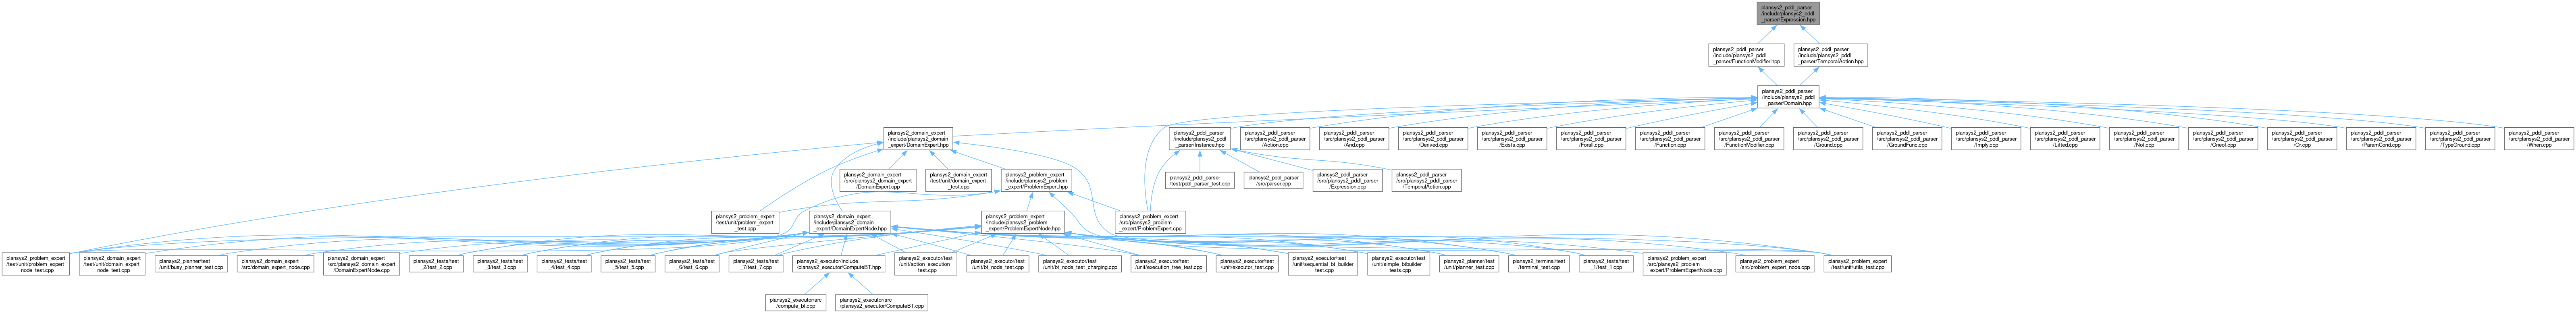 plansys2_pddl_parser
/include/plansys2_pddl
_parser/Expression.hpp
plansys2_pddl_parser
/include/plansys2_pddl
_parser/FunctionModifier.hpp
plansys2_pddl_parser
/include/plansys2_pddl
_parser/TemporalAction.hpp
plansys2_pddl_parser
/include/plansys2_pddl
_parser/Domain.hpp
plansys2_domain_expert
/include/plansys2_domain
_expert/DomainExpert.hpp
plansys2_pddl_parser
/include/plansys2_pddl
_parser/Instance.hpp
plansys2_pddl_parser
/src/plansys2_pddl_parser
/Action.cpp
plansys2_pddl_parser
/src/plansys2_pddl_parser
/And.cpp
plansys2_pddl_parser
/src/plansys2_pddl_parser
/Derived.cpp
plansys2_pddl_parser
/src/plansys2_pddl_parser
/Exists.cpp
plansys2_pddl_parser
/src/plansys2_pddl_parser
/Forall.cpp
plansys2_pddl_parser
/src/plansys2_pddl_parser
/Function.cpp
plansys2_pddl_parser
/src/plansys2_pddl_parser
/FunctionModifier.cpp
plansys2_pddl_parser
/src/plansys2_pddl_parser
/Ground.cpp
plansys2_pddl_parser
/src/plansys2_pddl_parser
/GroundFunc.cpp
plansys2_pddl_parser
/src/plansys2_pddl_parser
/Imply.cpp
plansys2_pddl_parser
/src/plansys2_pddl_parser
/Lifted.cpp
plansys2_pddl_parser
/src/plansys2_pddl_parser
/Not.cpp
plansys2_pddl_parser
/src/plansys2_pddl_parser
/Oneof.cpp
plansys2_pddl_parser
/src/plansys2_pddl_parser
/Or.cpp
plansys2_pddl_parser
/src/plansys2_pddl_parser
/ParamCond.cpp
plansys2_pddl_parser
/src/plansys2_pddl_parser
/TypeGround.cpp
plansys2_pddl_parser
/src/plansys2_pddl_parser
/When.cpp
plansys2_domain_expert
/src/plansys2_domain_expert
/DomainExpert.cpp
plansys2_domain_expert
/test/unit/domain_expert
_test.cpp
plansys2_problem_expert
/include/plansys2_problem
_expert/ProblemExpert.hpp
plansys2_pddl_parser
/test/pddl_parser_test.cpp
plansys2_pddl_parser
/src/parser.cpp
plansys2_pddl_parser
/src/plansys2_pddl_parser
/Expression.cpp
plansys2_pddl_parser
/src/plansys2_pddl_parser
/TemporalAction.cpp
plansys2_problem_expert
/test/unit/problem_expert
_test.cpp
plansys2_domain_expert
/include/plansys2_domain
_expert/DomainExpertNode.hpp
plansys2_problem_expert
/include/plansys2_problem
_expert/ProblemExpertNode.hpp
plansys2_problem_expert
/src/plansys2_problem
_expert/ProblemExpert.cpp
plansys2_problem_expert
/test/unit/problem_expert
_node_test.cpp
plansys2_domain_expert
/test/unit/domain_expert
_node_test.cpp
plansys2_planner/test
/unit/busy_planner_test.cpp
plansys2_domain_expert
/src/domain_expert_node.cpp
plansys2_domain_expert
/src/plansys2_domain_expert
/DomainExpertNode.cpp
plansys2_tests/test
_2/test_2.cpp
plansys2_tests/test
_3/test_3.cpp
plansys2_tests/test
_4/test_4.cpp
plansys2_tests/test
_5/test_5.cpp
plansys2_tests/test
_6/test_6.cpp
plansys2_tests/test
_7/test_7.cpp
plansys2_executor/include
/plansys2_executor/ComputeBT.hpp
plansys2_executor/test
/unit/action_execution
_test.cpp
plansys2_executor/test
/unit/bt_node_test.cpp
plansys2_executor/test
/unit/bt_node_test_charging.cpp
plansys2_executor/test
/unit/execution_tree_test.cpp
plansys2_executor/test
/unit/executor_test.cpp
plansys2_executor/test
/unit/sequential_bt_builder
_test.cpp
plansys2_executor/test
/unit/simple_btbuilder
_tests.cpp
plansys2_planner/test
/unit/planner_test.cpp
plansys2_terminal/test
/terminal_test.cpp
plansys2_tests/test
_1/test_1.cpp
plansys2_problem_expert
/src/plansys2_problem
_expert/ProblemExpertNode.cpp
plansys2_problem_expert
/src/problem_expert_node.cpp
plansys2_problem_expert
/test/unit/utils_test.cpp
plansys2_executor/src
/compute_bt.cpp
plansys2_executor/src
/plansys2_executor/ComputeBT.cpp